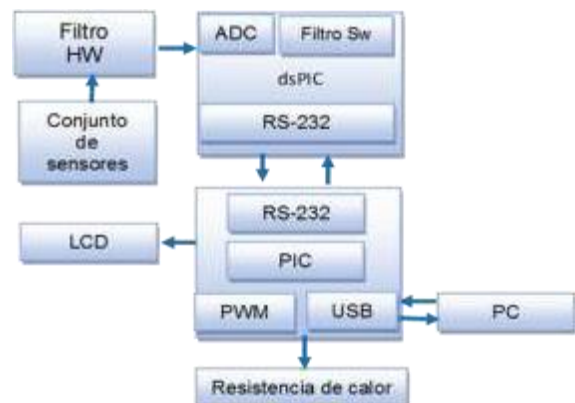 Filtro
HW
ADC
Filtro Sw
dsPIC
RS-232
Conjunto
de
sensores
RS-232
LCD
PIC
PWM
USB
PC
Resistencia de calor